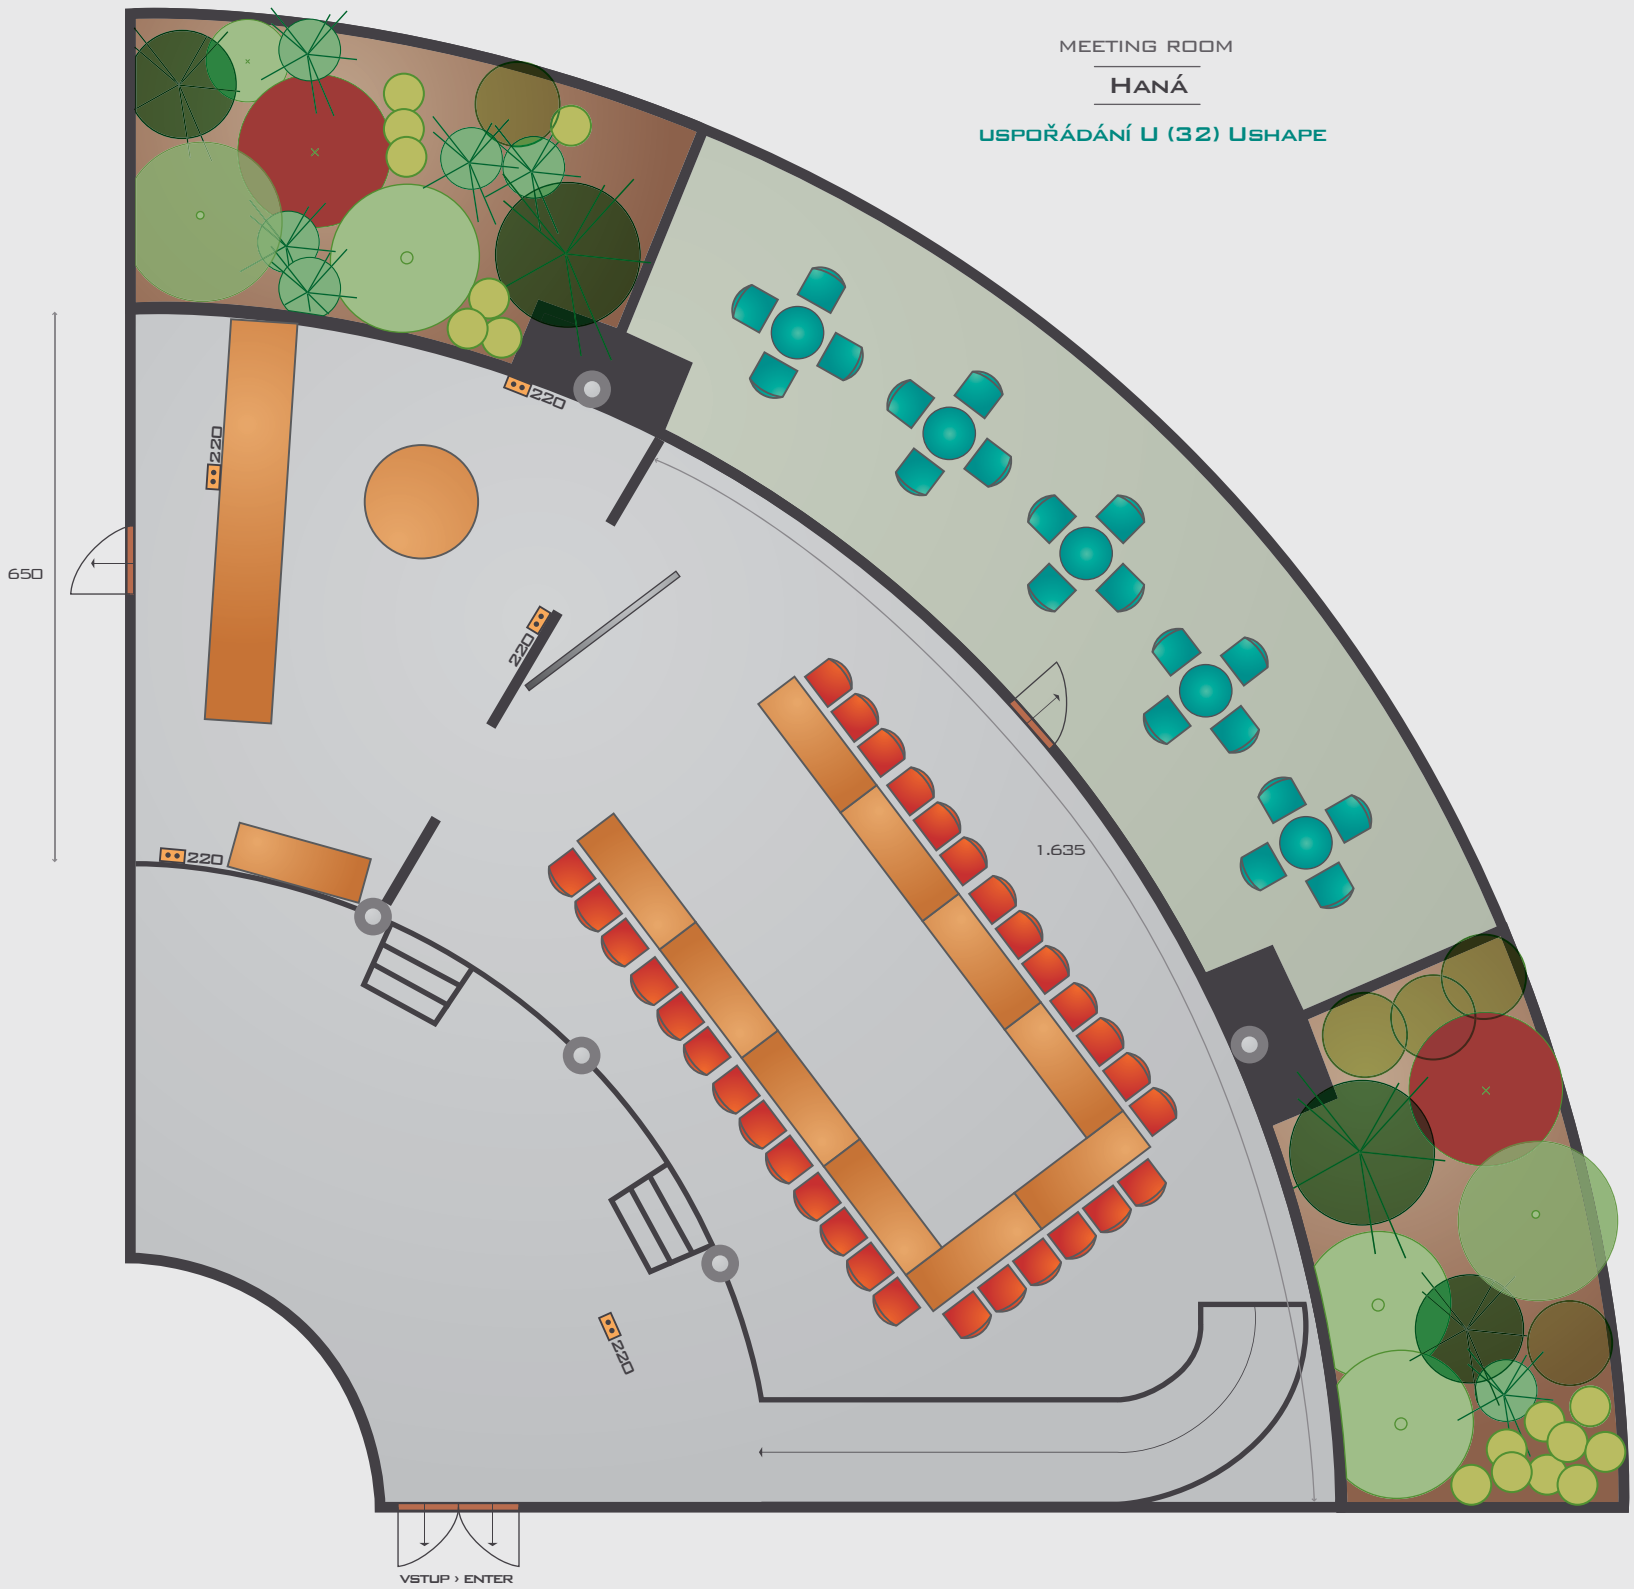 MEETING ROOM
HANÁ
USPOŘÁDÁNÍ U (32) USHAPE
220
220
650
220
220
1.635
220
VSTUP › ENTER